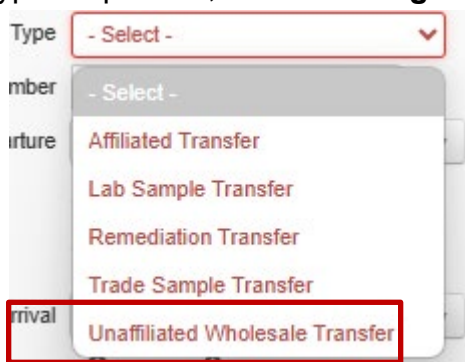 Type - Select -
mber - Select -
rture Affiliated Transfer
Lab Sample Transfer
Remediation Transfer
Trade Sample Transfer
rrival Unaffiliated Wholesale Transfer